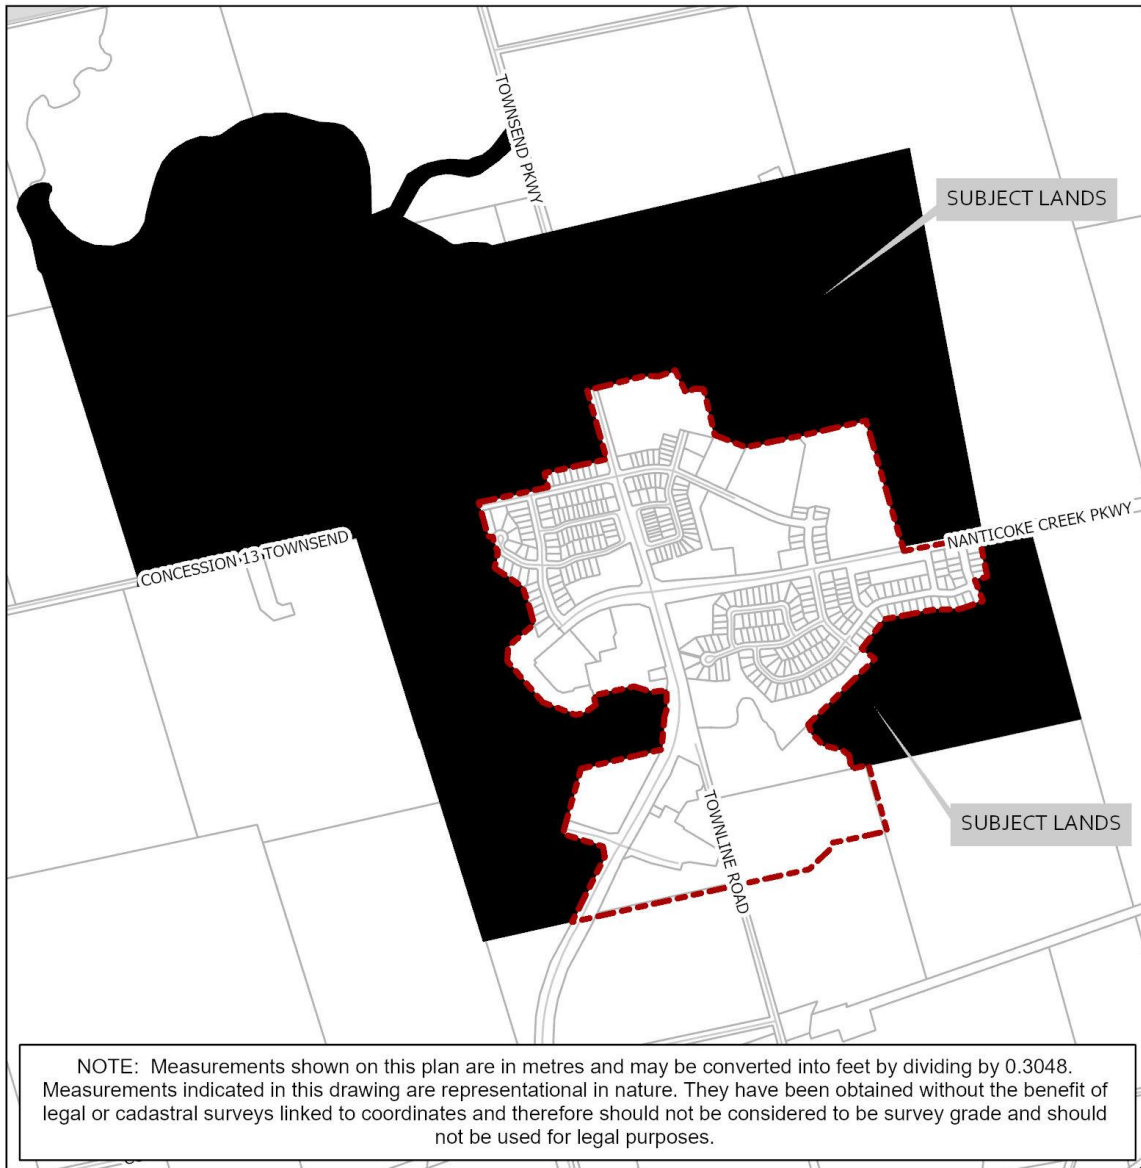 TOWNSEND PKWY
SUBJECT LANDS
NANTICOKE CREEK PKWY
CONCESSION 13 TOWNSEND
SUBJECT LANDS
TOWNLINE ROAD
NOTE: Measurements shown on this plan are in metres and may be converted into feet by dividing by 0.3048.
Measurements indicated in this drawing are representational in nature. They have been obtained without the benefit of
legal or cadastral surveys linked to coordinates and therefore should not be considered to be survey grade and should
not be used for legal purposes.